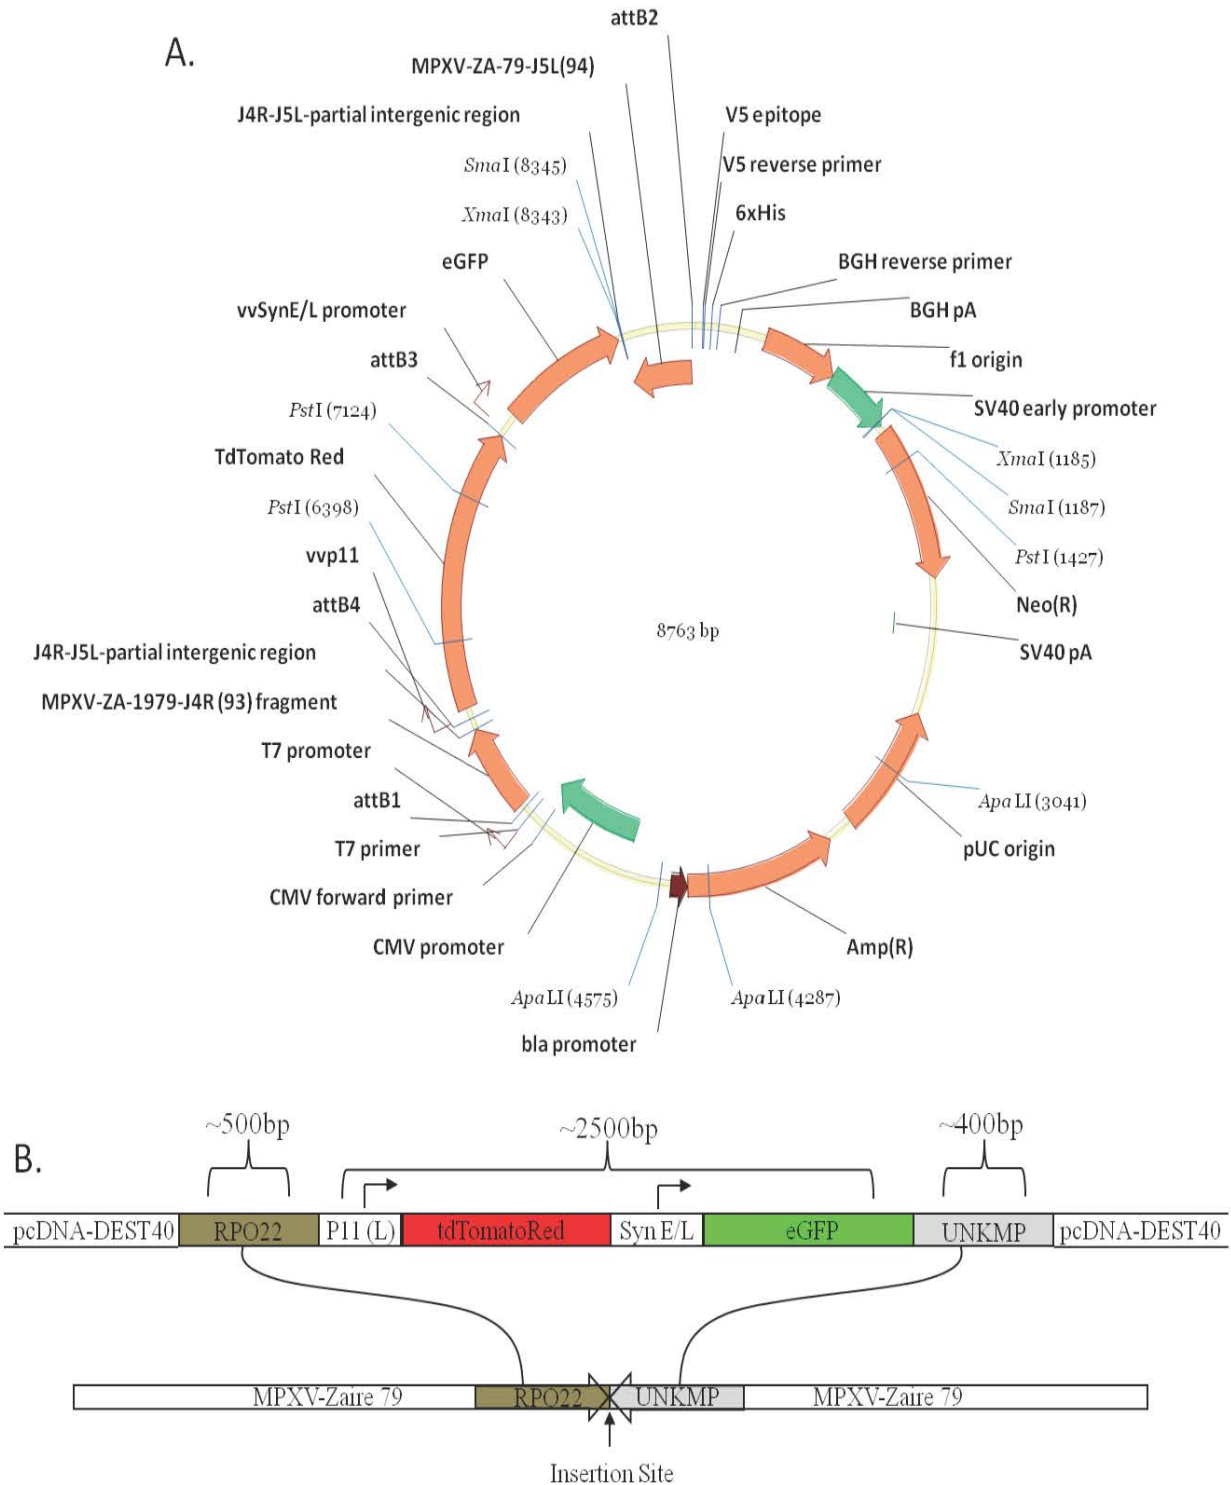 A.
attB2
MPXV-ZA-79-J5L(94)
J4R-J5L-partial intergenic region
SmaI (8345)
XmaI (8343)
eGFP
vvSynE/L promoter
attB3
PstI (7124)
TdTomato Red
PstI (6398)
vvp11
attB4
J4R-J5L-partial intergenic region
MPXV-ZA-1979-J4R (93) fragment
T7 promoter
attB1
T7 primer
CMV forward primer
CMV promoter
ApaLI (4575)
bla promoter
V5 epitope
V5 reverse primer
6xHis
BGH reverse primer
BGH pA
f1 origin
SV40 early promoter
XmaI (1185)
SmaI (1187)
PstI (1427)
Neo(R)
SV40 pA
ApaLI (3041)
pUC origin
Amp(R)
ApaLI (4287)
8763 bp
B.
~500bp ~2500bp ~400bp
pcDNA-DEST40 RPO22 P11 (L) tdTomatoRed Syn E/L eGFP UNKMP pcDNA-DEST40
MPXV-Zaire 79 RPO22 UNKMP MPXV-Zaire 79
Insertion Site